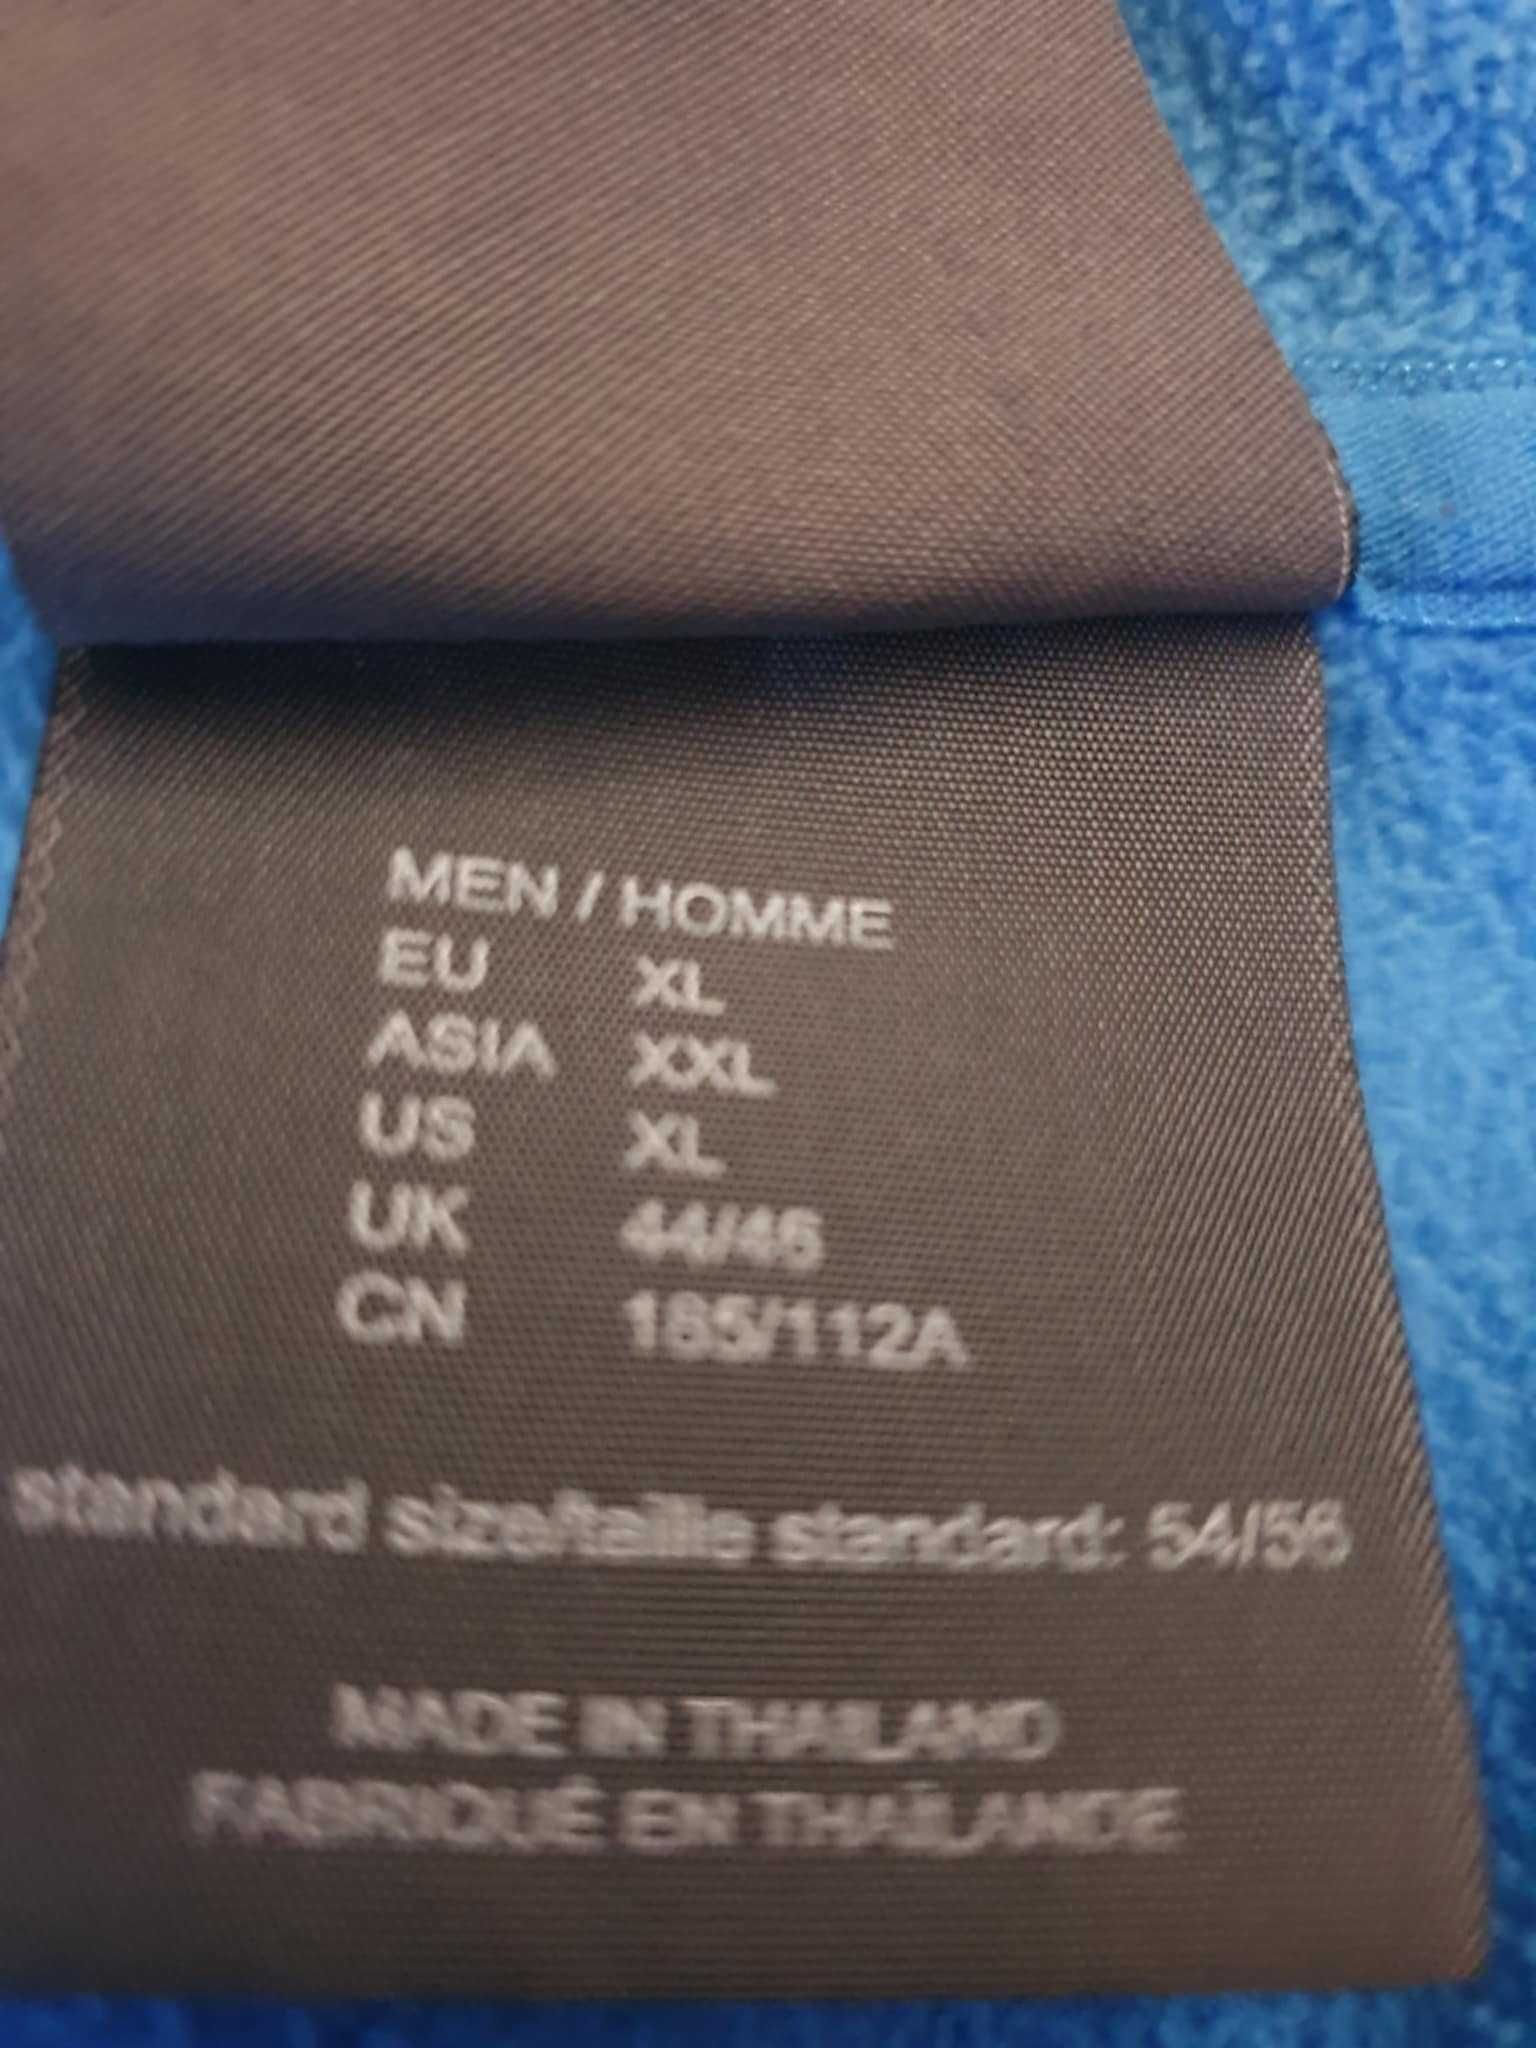 MEN / HOMME
EU XL
ASIA XXL
US XL
UK 44/46
CN 185/112A
standard size/taille standard: 54/56
MADE IN THAILAND
FABRIQUÉ EN THAÏLANDE